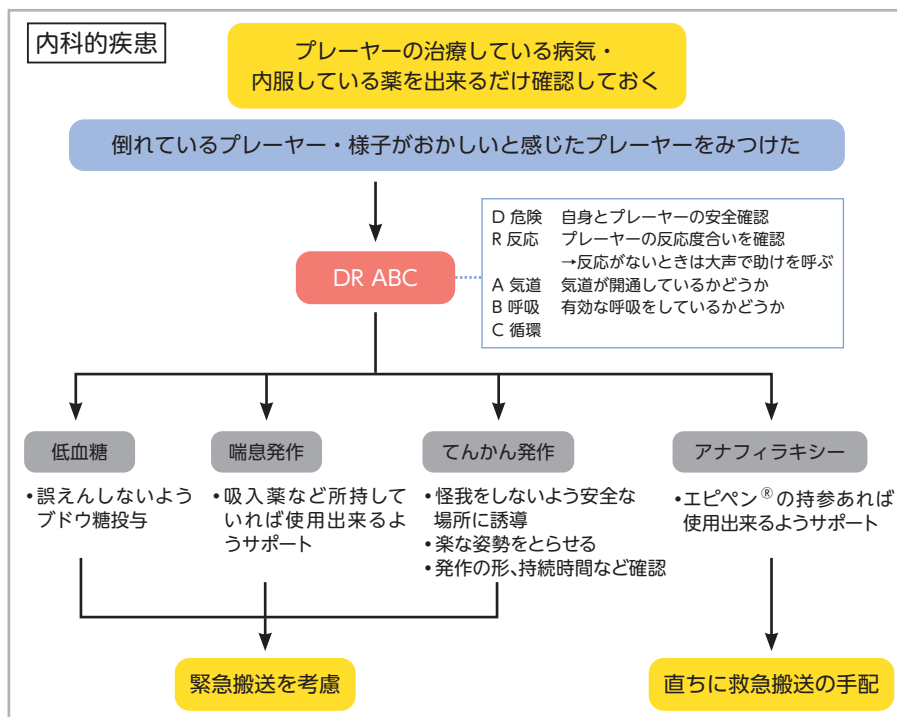 内科的疾患
プレーヤーの治療している病気・
内服している薬を出来るだけ確認しておく
倒れているプレーヤー・様子がおかしいと感じたプレーヤーをみつけた
DR ABC
D 危険 自身とプレーヤーの安全確認
R 反応 プレーヤーの反応度合いを確認
→反応がないときは大声で助けを呼ぶ
A 気道 気道が開通しているかどうか
B 呼吸 有効な呼吸をしているかどうか
C 循環
低血糖
•誤えんしないよう
ブドウ糖投与
喘息発作
•吸入薬など所持して
いれば使用出来るよ
うサポート
てんかん発作
•怪我をしないよう安全な
場所に誘導
•楽な姿勢をとらせる
•発作の形、持続時間など確認
アナフィラキシー
•エピペン®の持参あれば
使用出来るようサポート
緊急搬送を考慮
直ちに救急搬送の手配